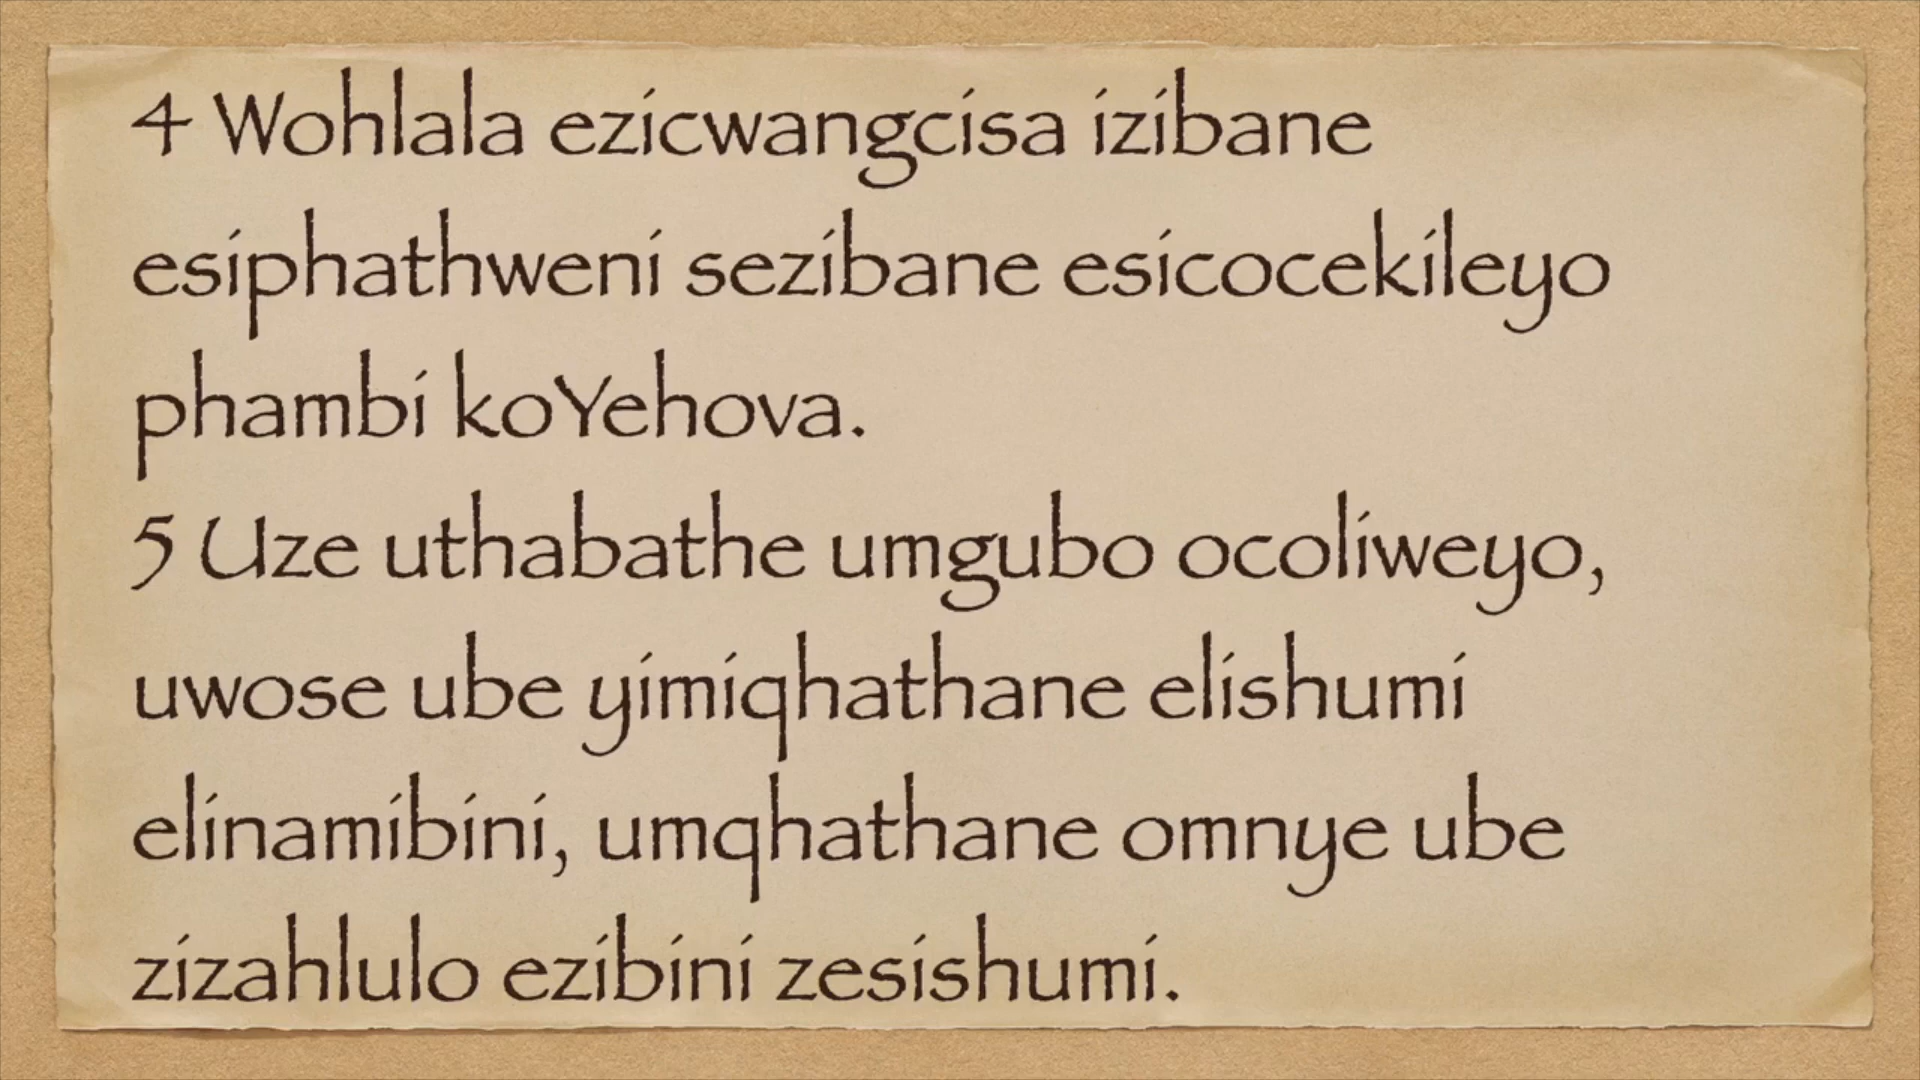 4 Wohlala ezicwangcisa izibane
esiphathweni sezibane esicocekileyo
phambi koYehova.
5 Uze uthabathe umgubo ocoliweyo,
uwose ube yimiqhathane elishumi
elinamibini, umqhathane omnye ube
zizahlulo ezibini zesishumi.